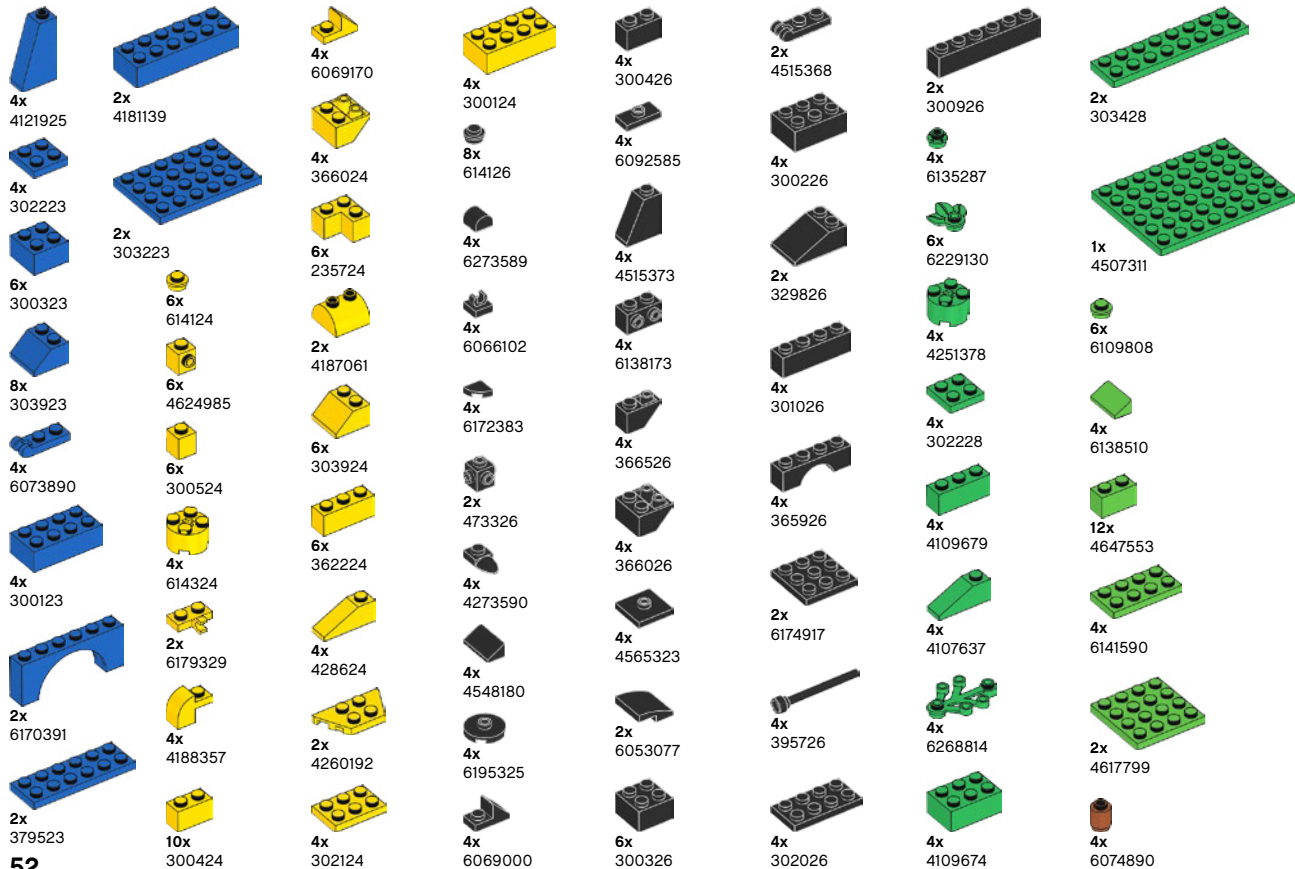 4x
4121925
4x
302223
6x
300323
8x
303923
4x
6073890
4x
300123
2x
6170391
2x
379523
2x
4181139
2x
303223
6x
614124
6x
4624985
6x
300524
4x
614324
2x
6179329
4x
4188357
10x
300424
4x
6069170
4x
366024
6x
235724
2x
4187061
6x
303924
6x
362224
4x
428624
2x
4260192
4x
302124
4x
300124
8x
614126
4x
6273589
4x
6066102
4x
6172383
2x
473326
4x
4273590
4x
4548180
4x
6195325
4x
6069000
4x
300426
4x
6092585
4x
4515373
4x
6138173
4x
366526
4x
366026
4x
4565323
2x
6053077
6x
300326
2x
4515368
4x
300226
2x
329826
4x
301026
4x
365926
2x
6174917
4x
395726
4x
302026
2x
300926
4x
6135287
6x
6229130
4x
4251378
4x
302228
4x
4109679
4x
4107637
4x
6268814
4x
4109674
2x
303428
1x
4507311
6x
6109808
4x
6138510
12x
4647553
4x
6141590
2x
4617799
4x
6074890
52